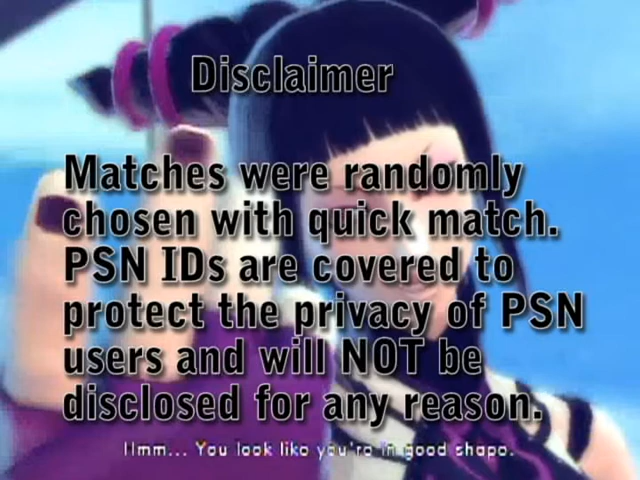 Disclaimer
Matches were randomly
chosen with quick match.
PSN IDs are covered to
protect the privacy of PSN
users and will NOT be
disclosed for any reason.
Hmm... You look like you're in good shape.